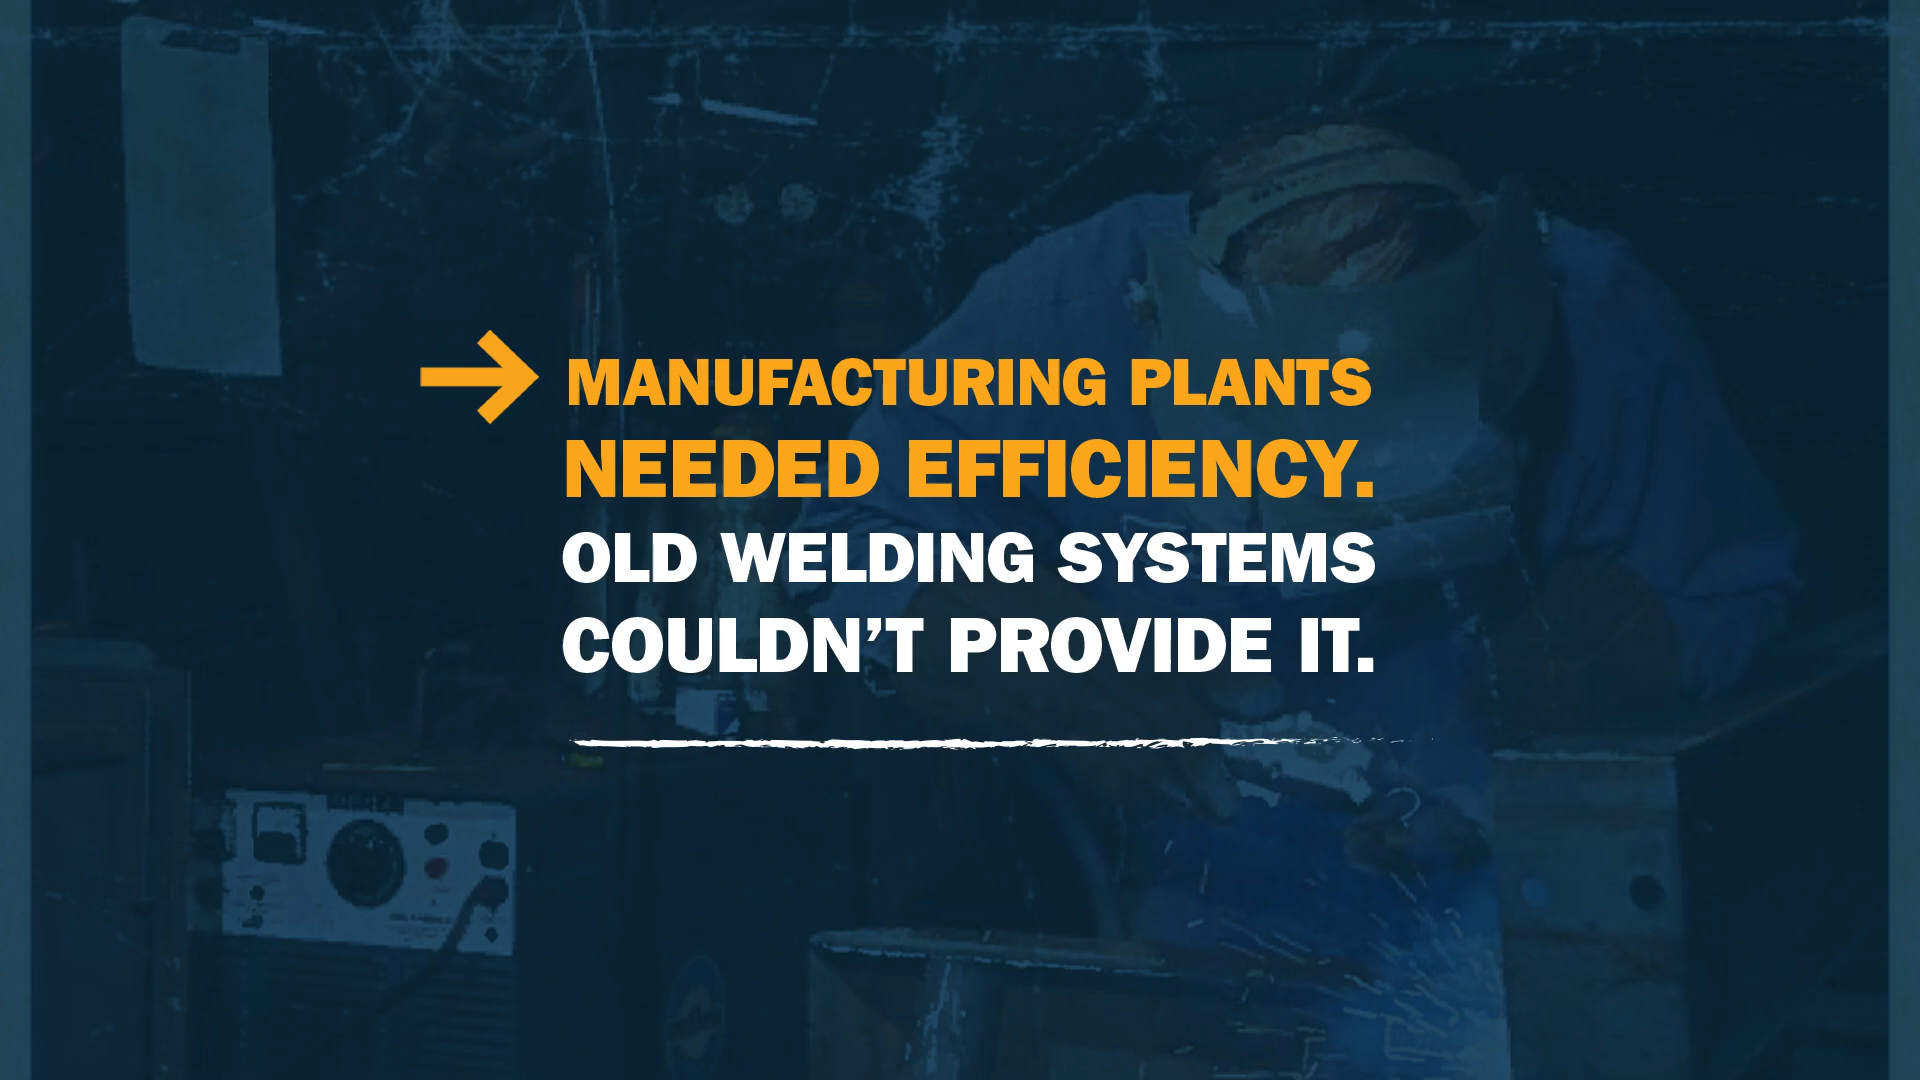 MANUFACTURING PLANTS
NEEDED EFFICIENCY.
OLD WELDING SYSTEMS
COULDN’T PROVIDE IT.